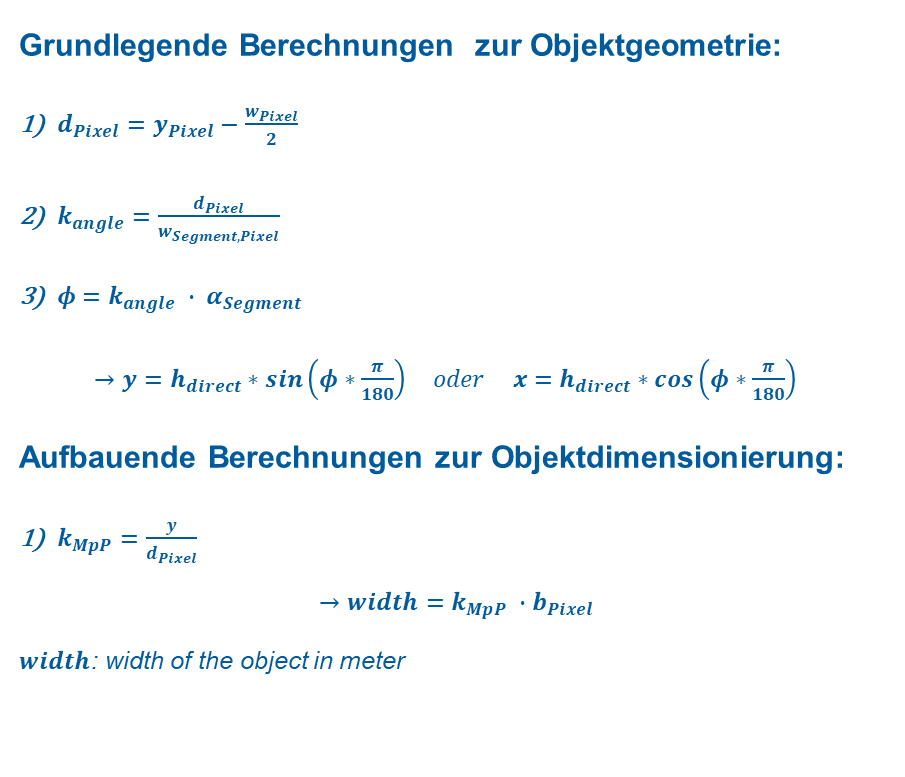 Grundlegende Berechnungen zur Objektgeometrie:
1) d_Pixel = y_Pixel − w_Pixel / 2
2) k_angle = d_Pixel / w_Segment,Pixel
3) ϕ = k_angle · α_Segment
→ y = h_direct * sin(ϕ * π/180) oder x = h_direct * cos(ϕ * π/180)
Aufbauende Berechnungen zur Objektdimensionierung:
1) k_MpP = y / d_Pixel
→ width = k_MpP · b_Pixel
width: width of the object in meter